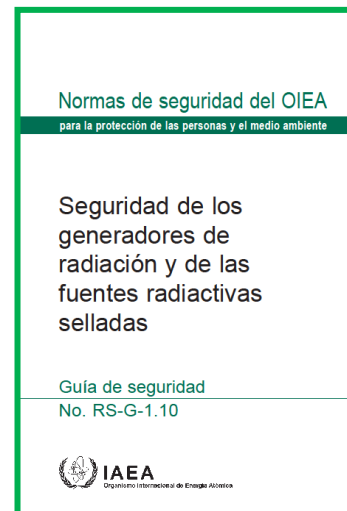 Normas de seguridad del OIEA
para la protección de las personas y el medio ambiente
Seguridad de los
generadores de
radiación y de las
fuentes radiactivas
selladas
Guía de seguridad
No. RS-G-1.10
IAEA
Organismo Internacional de Energía Atómica